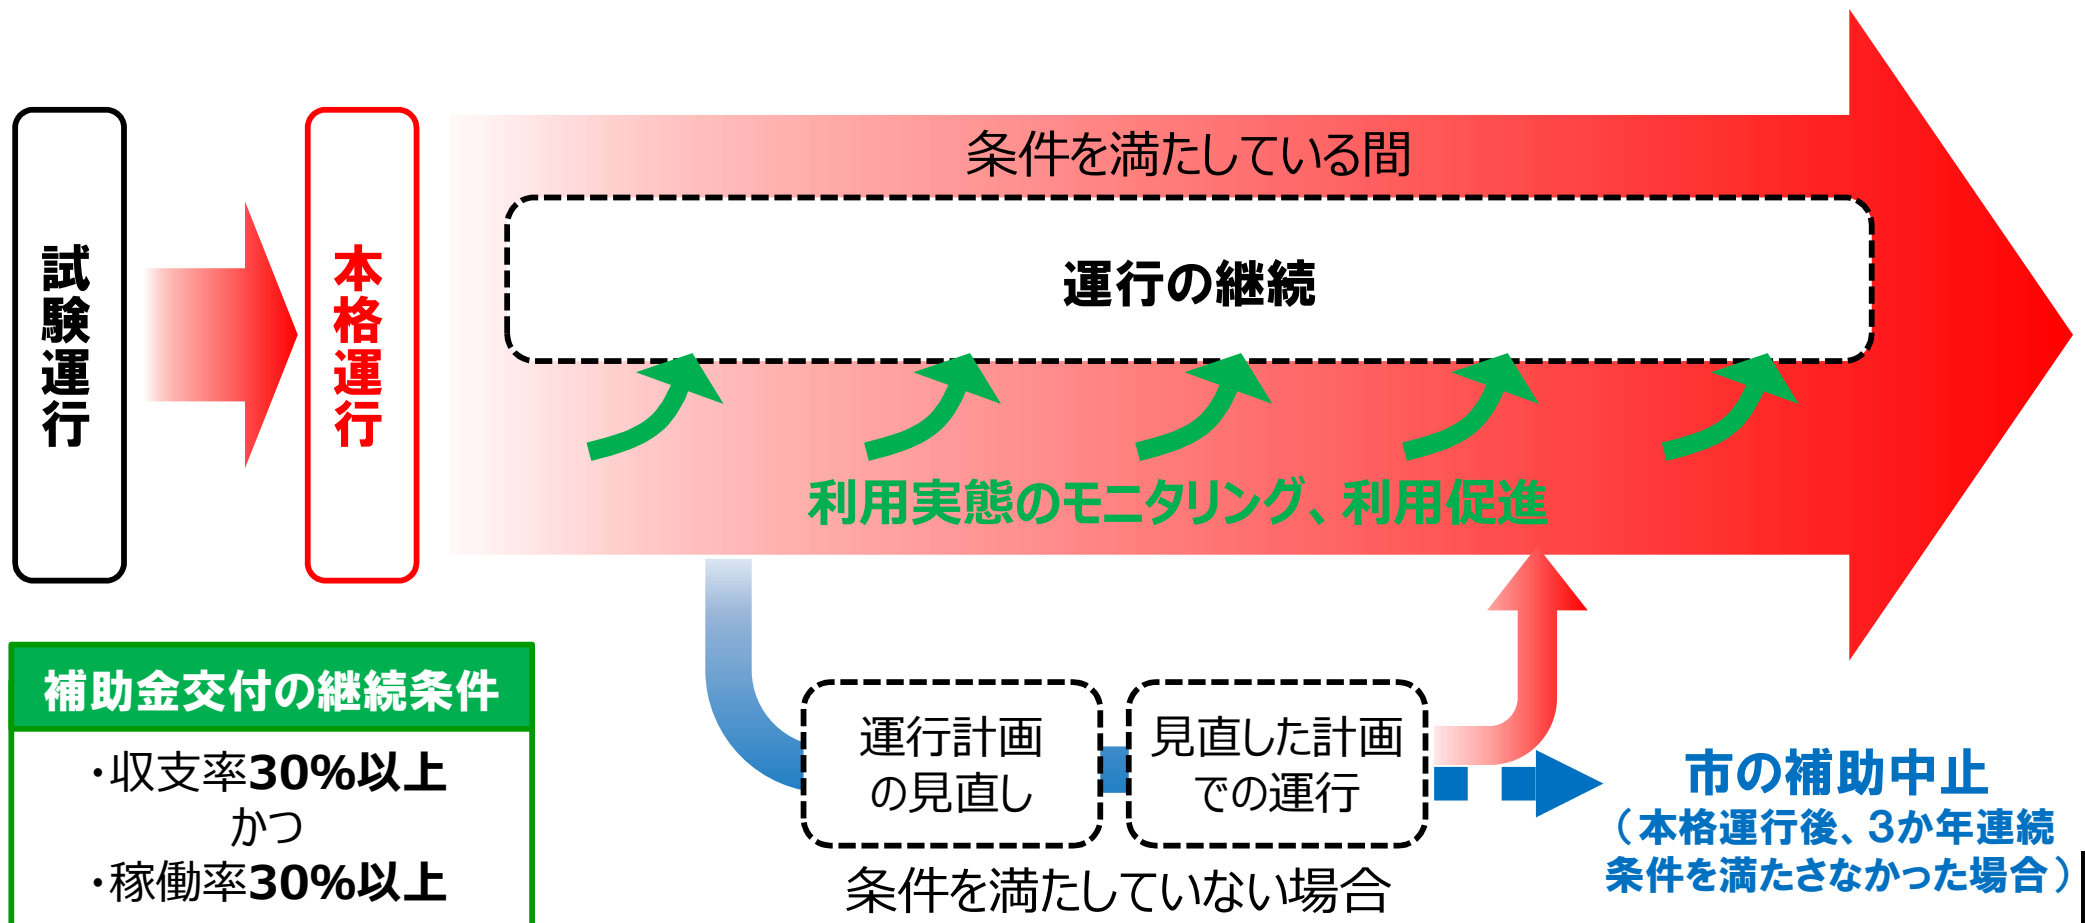 試験運行
本格運行
条件を満たしている間
運行の継続
利用実態のモニタリング、利用促進
補助金交付の継続条件
・収支率30%以上
かつ
・稼働率30%以上
運行計画
の見直し
見直した計画
での運行
条件を満たしていない場合
市の補助中止
（本格運行後、3か年連続
条件を満たさなかった場合）